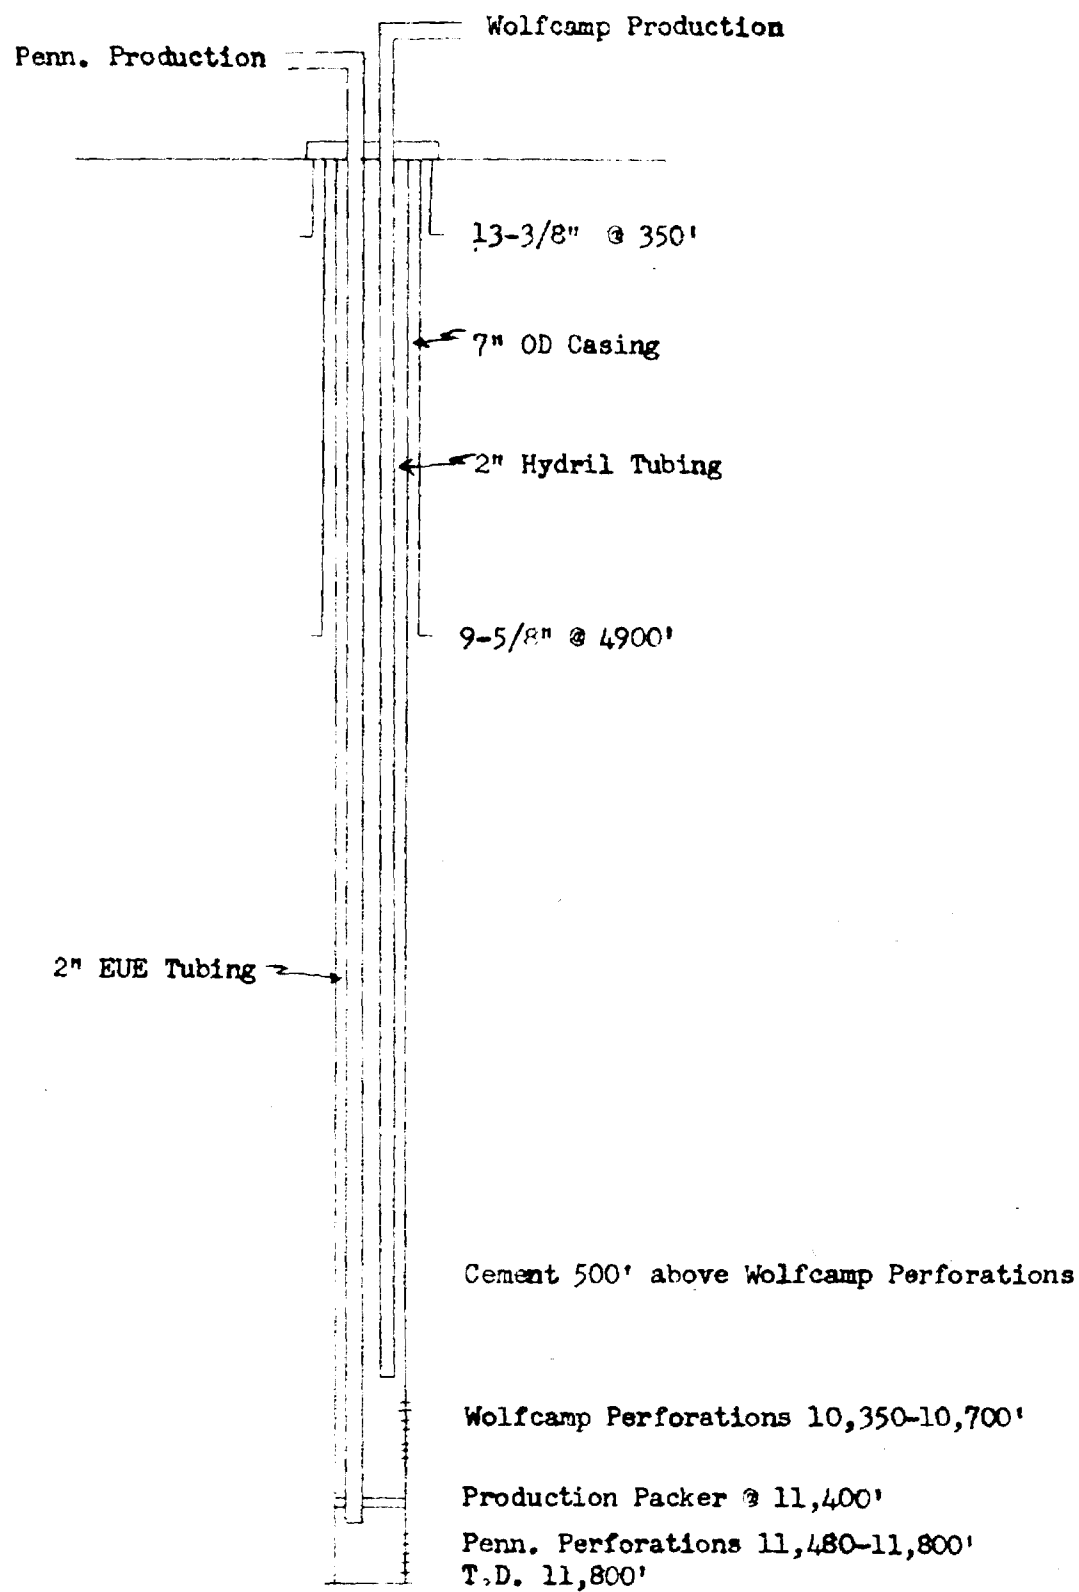 Wolfcamp Production
Penn. Production
13-3/8" @ 350'
7" OD Casing
2" Hydril Tubing
9-5/8" @ 4900'
2" EUE Tubing
Cement 500' above Wolfcamp Perforations
Wolfcamp Perforations 10,350-10,700'
Production Packer @ 11,400'
Penn. Perforations 11,480-11,800'
T.D. 11,800'